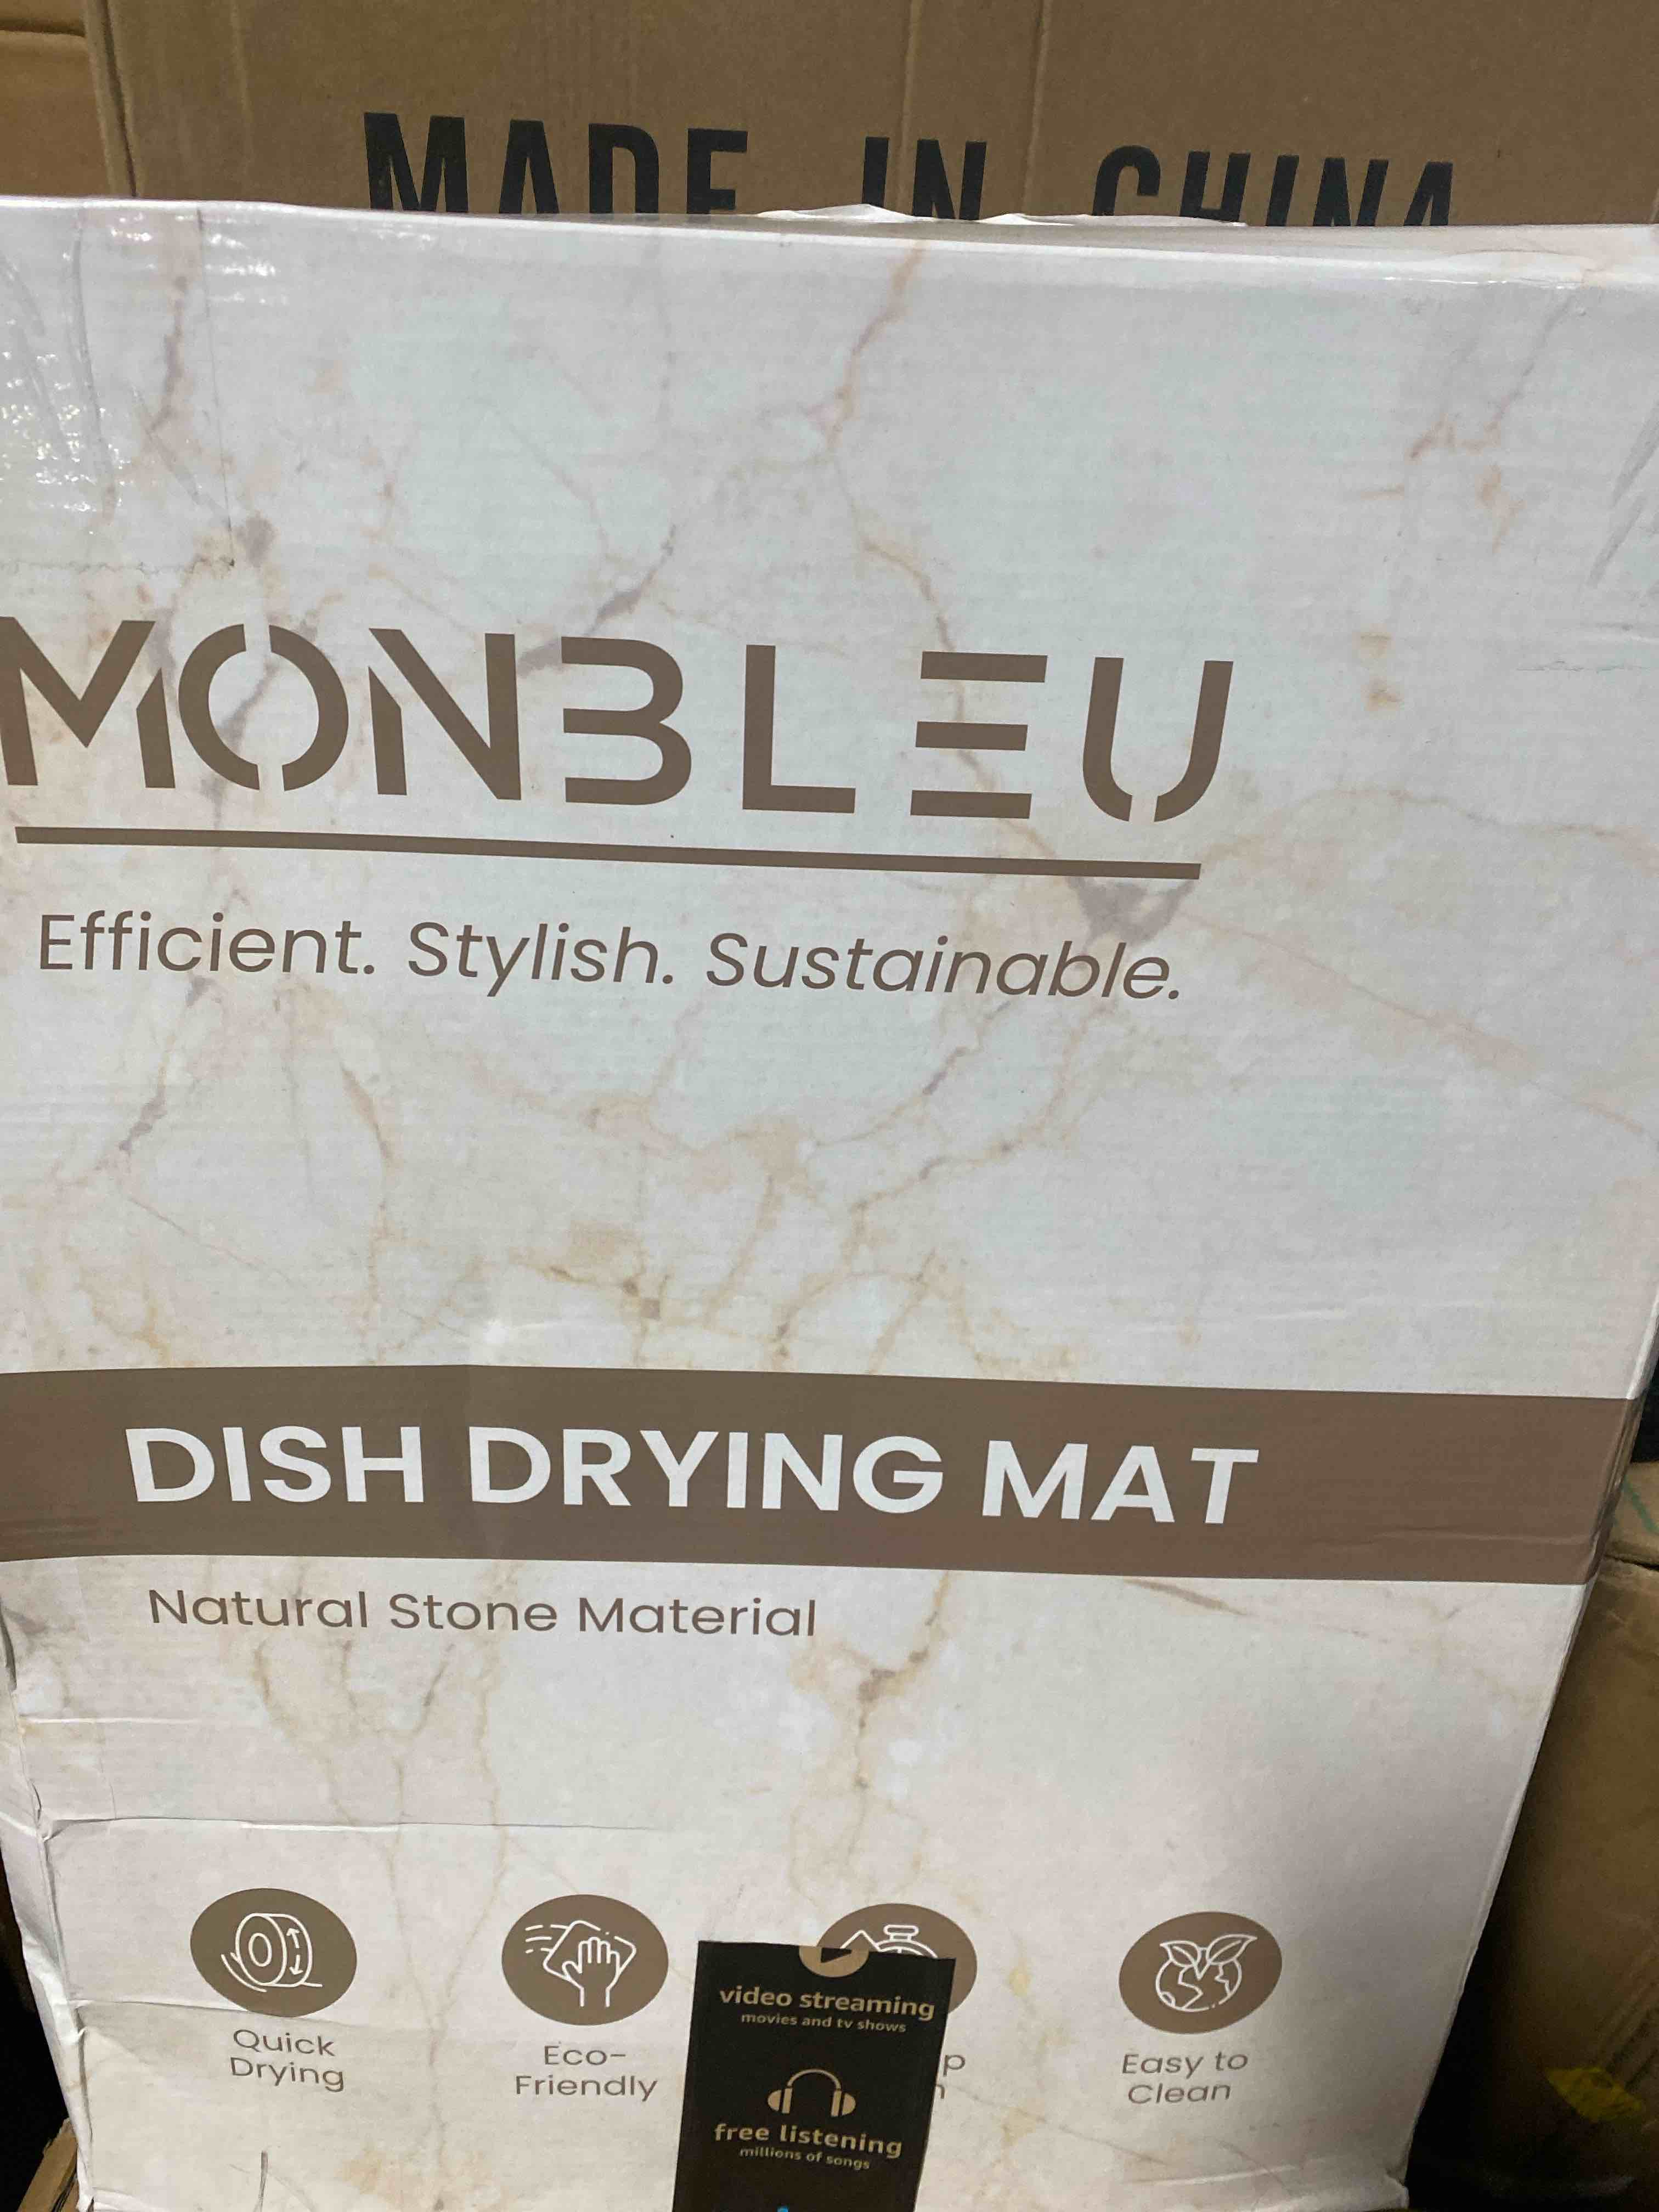 MADE IN CHINA
MONBLEU
Efficient. Stylish. Sustainable.
DISH DRYING MAT
Natural Stone Material
Quick
Drying
Eco-
Friendly
Easy to
Clean
video streaming
movies and tv shows
free listening
millions of songs